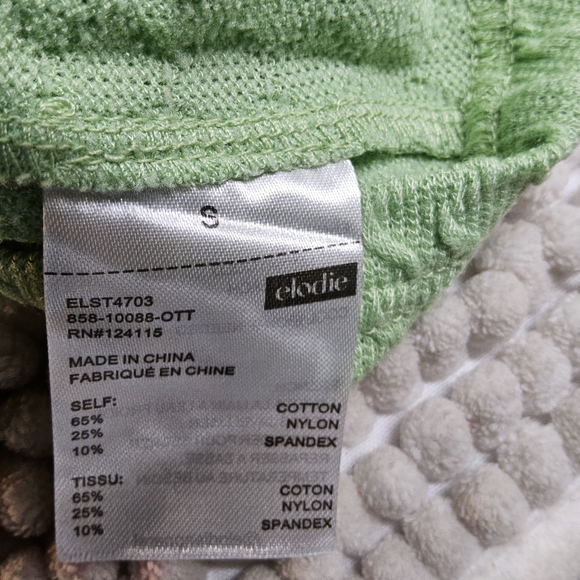 S
elodie
ELST4703
858-10088-OTT
RN#124115
MADE IN CHINA
FABRIQUÉ EN CHINE
SELF:
65% COTTON
25% NYLON
10% SPANDEX
TISSU:
65% COTON
25% NYLON
10% SPANDEX